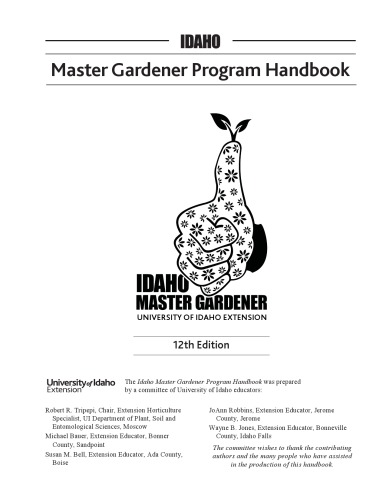 IDAHO
Master Gardener Program Handbook
IDAHO
MASTER GARDENER
UNIVERSITY OF IDAHO EXTENSION
12th Edition
University of Idaho
Extension
The Idaho Master Gardener Program Handbook was prepared
by a committee of University of Idaho educators:
Robert R. Tripepi, Chair, Extension Horticulture
Specialist, UI Department of Plant, Soil and
Entomological Sciences, Moscow
Michael Bauer, Extension Educator, Bonner
County, Sandpoint
Susan M. Bell, Extension Educator, Ada County,
Boise
JoAnn Robbins, Extension Educator, Jerome
County, Jerome
Wayne B. Jones, Extension Educator, Bonneville
County, Idaho Falls
The committee wishes to thank the contributing
authors and the many people who have assisted
in the production of this handbook.